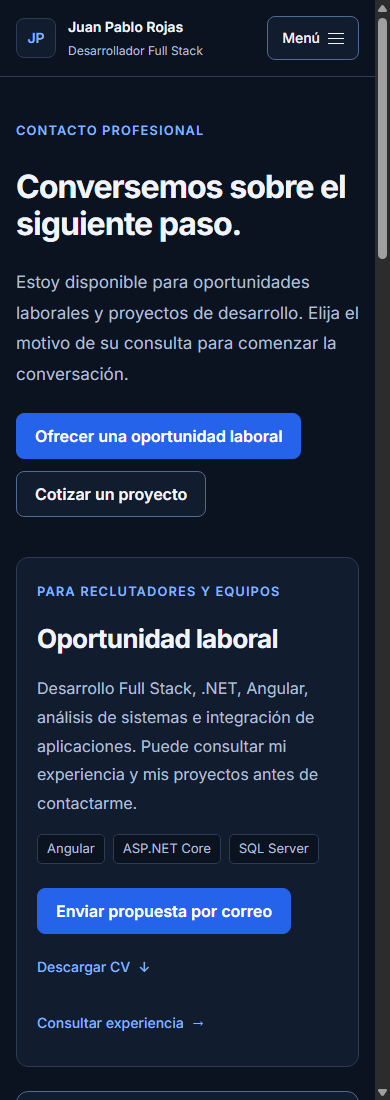 JP
Juan Pablo Rojas
Desarrollador Full Stack
Menú
CONTACTO PROFESIONAL
Conversemos sobre el
siguiente paso.
Estoy disponible para oportunidades
laborales y proyectos de desarrollo. Elija el
motivo de su consulta para comenzar la
conversación.
Ofrecer una oportunidad laboral
Cotizar un proyecto
PARA RECLUTADORES Y EQUIPOS
Oportunidad laboral
Desarrollo Full Stack, .NET, Angular,
análisis de sistemas e integración de
aplicaciones. Puede consultar mi
experiencia y mis proyectos antes de
contactarme.
Angular
ASP.NET Core
SQL Server
Enviar propuesta por correo
Descargar CV ↓
Consultar experiencia →